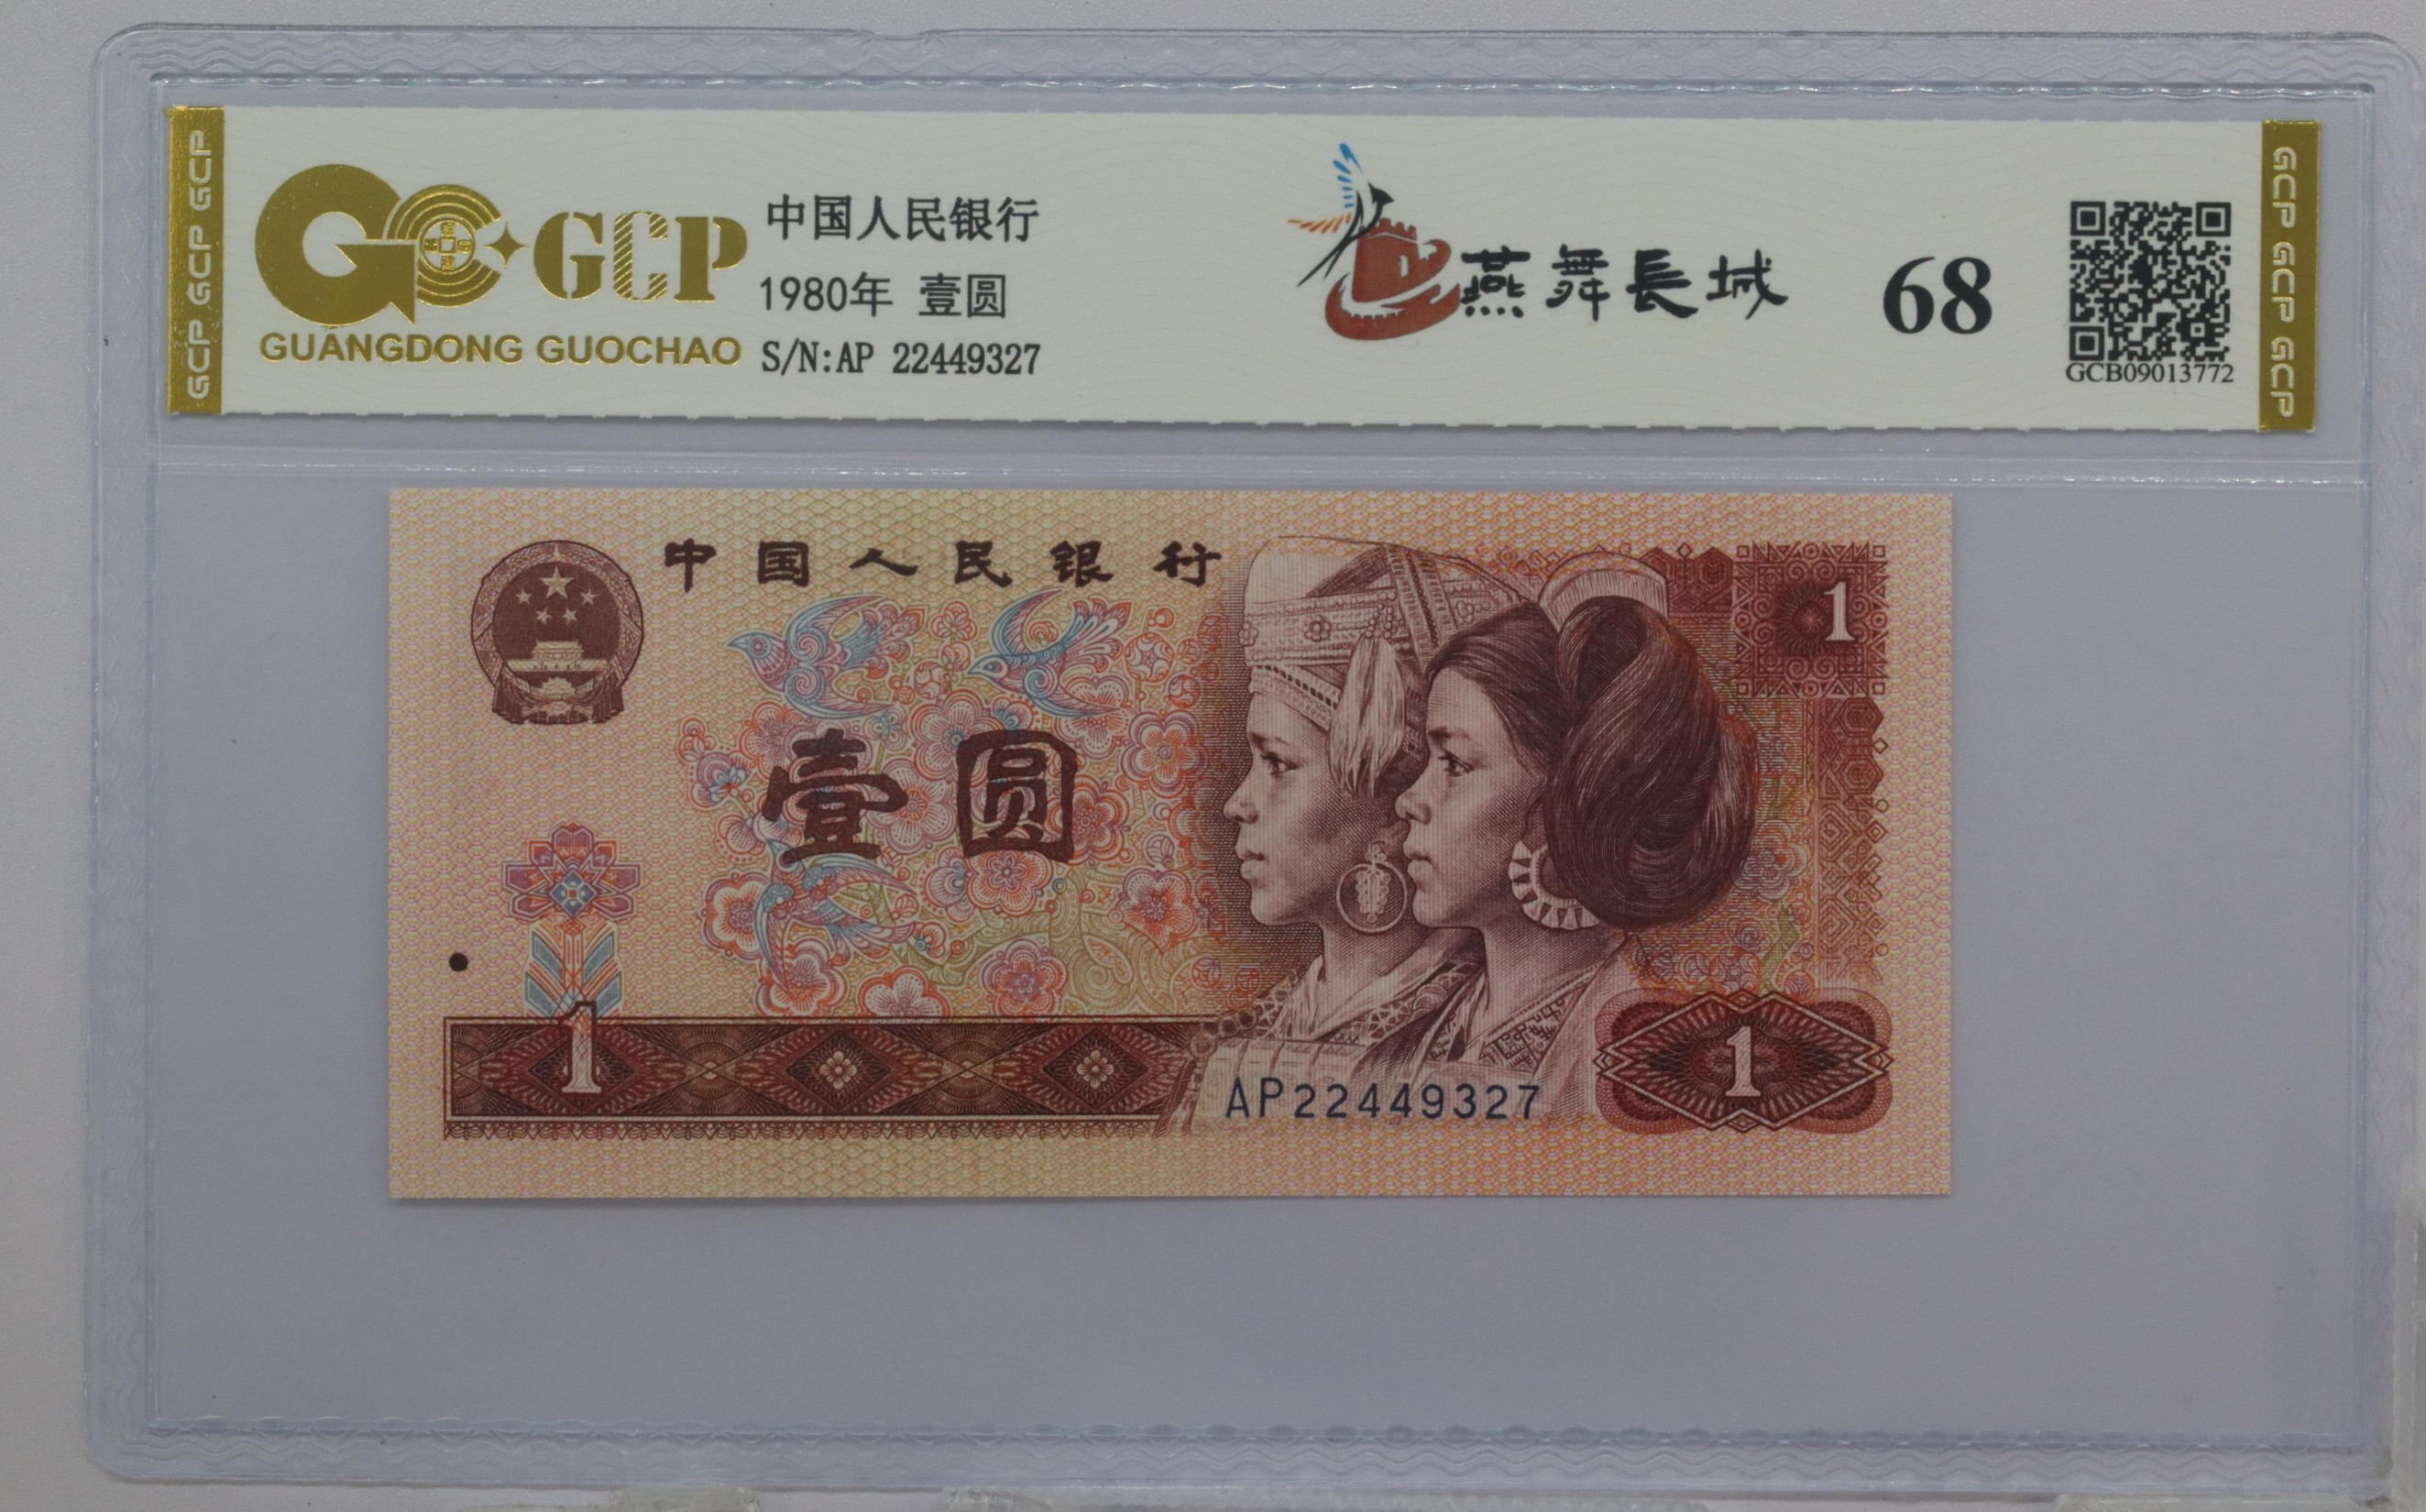 GCP GCP GCP
GCP
GUANGDONG GUOCHAO
中国人民银行
1980年 壹圆
S/N:AP 22449327
燕舞長城
68
GCB09013772
GCP GCP GCP
中国人民银行
1
壹圆
1
1
AP22449327